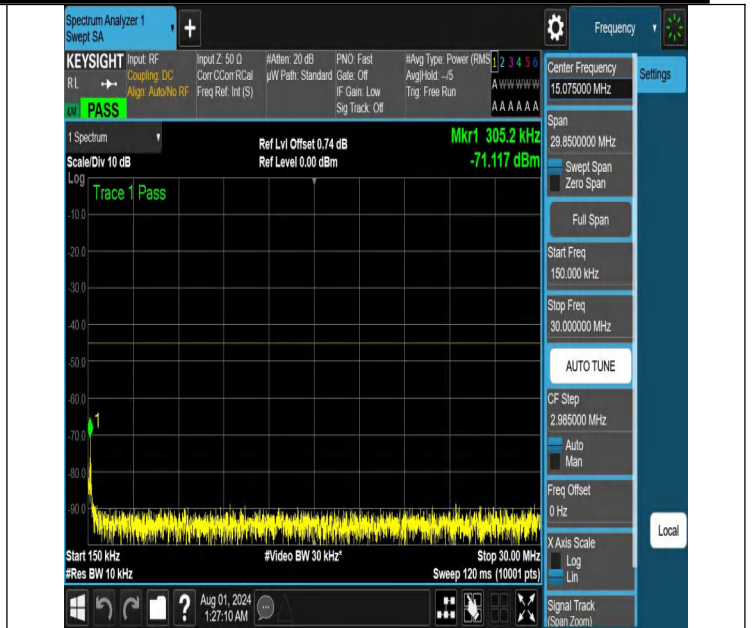 Spectrum Analyzer 1
Swept SA
+
Frequency
KEYSIGHT
RL
PASS
Input: RF
Coupling: DC
Align: Auto/No RF
Input Z: 50 Ω
Corr CCorr RCal
Freq Ref: Int (S)
#Atten: 20 dB
µW Path: Standard
PNO: Fast
Gate: Off
IF Gain: Low
Sig Track: Off
#Avg Type: Power (RMS
Avg|Hold: --/5
Trig: Free Run
1 2 3 4 5 6
A W W W W W
A A A A A A
1 Spectrum
Scale/Div 10 dB
Ref Lvl Offset 0.74 dB
Ref Level 0.00 dBm
Mkr1 305.2 kHz
-71.117 dBm
Log
Trace 1 Pass
-10.0
-20.0
-30.0
-40.0
-50.0
-60.0
1
-70.0
-80.0
-90.0
Start 150 kHz
#Video BW 30 kHz*
Stop 30.00 MHz
#Res BW 10 kHz
Sweep 120 ms (10001 pts)
?
Aug 01, 2024
1:27:10 AM
Center Frequency
15.075000 MHz
Settings
Span
29.8500000 MHz
Swept Span
Zero Span
Full Span
Start Freq
150.000 kHz
Stop Freq
30.000000 MHz
AUTO TUNE
CF Step
2.985000 MHz
Auto
Man
Freq Offset
0 Hz
X Axis Scale
Log
Lin
Local
Signal Track
(Span Zoom)